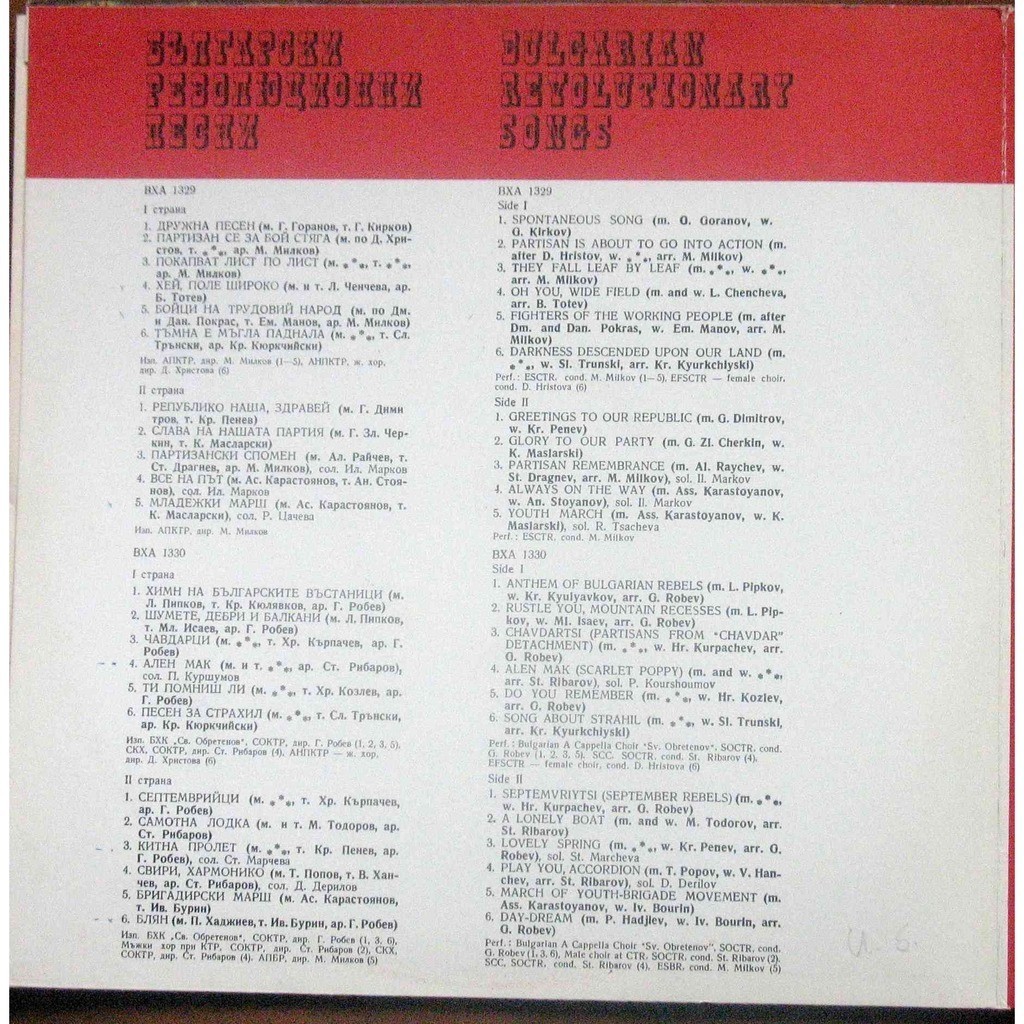 БЪЛГАРСКИ
РЕВОЛЮЦИОННИ
ПЕСНИ
ВХА 1329
I страна
1. ДРУЖНА ПЕСЕН (м. Г. Горанов, т. Г. Кирков)
2. ПАРТИЗАН СЕ ЗА БОЙ СТЯГА (м. по Д. Хри-
стов, т. * * *, ар. М. Милков)
3. ПОКАПВАТ ЛИСТ ПО ЛИСТ (м. * * *, т. * * *,
ар. М. Милков)
4. ХЕЙ, ПОЛЕ ШИРОКО (м. и т. Л. Ченчева, ар.
Б. Тотев)
5. БОЙЦИ НА ТРУДОВИЙ НАРОД (м. по Дм.
и Дан. Покрас, т. Ем. Манов, ар. М. Милков)
6. ТЪМНА Е МЪГЛА ПАДНАЛА (м. * * *, т. Сл.
Трънски, ар. Кр. Кюркчийски)
Изп. АПКТР, дир. М. Милков (1—5), АНПКТР, ж. хор,
дир. Д. Христова (6)
II страна
1. РЕПУБЛИКО НАША, ЗДРАВЕЙ (м. Г. Дими
тров, т. Кр. Пенев)
2. СЛАВА НА НАШАТА ПАРТИЯ (м. Г. Зл. Чер-
кин, т. К. Масларски)
3. ПАРТИЗАНСКИ СПОМЕН (м. Ал. Райчев, т.
Ст. Драгнев, ар. М. Милков), сол. Ил. Марков
4. ВСЕ НА ПЪТ (м. Ас. Карастоянов, т. Ан. Стоя-
нов), сол. Ил. Марков
5. МЛАДЕЖКИ МАРШ (м. Ас. Карастоянов, т.
К. Масларски), сол. Р. Цачева
Изп. АПКТР, дир. М. Милков
ВХА 1330
I страна
1. ХИМН НА БЪЛГАРСКИТЕ ВЪСТАНИЦИ (м.
Л. Пипков, т. Кр. Кюлявков, ар. Г. Робев)
2. ШУМЕТЕ, ДЕБРИ И БАЛКАНИ (м. Л. Пипков,
т. Мл. Исаев, ар. Г. Робев)
3. ЧАВДАРЦИ (м. * * *, т. Хр. Кърпачев, ар. Г.
Робев)
4. АЛЕН МАК (м. и т. * * *, ар. Ст. Рибаров),
сол. П. Куршумов
5. ТИ ПОМНИШ ЛИ (м. * * *, т. Хр. Козлев, ар.
Г. Робев)
6. ПЕСЕН ЗА СТРАХИЛ (м. * * *, т. Сл. Трънски,
ар. Кр. Кюркчийски)
Изп. БХК „Св. Обретенов", СОКТР, дир. Г. Робев (1, 2, 3, 5),
СКХ, СОКТР, дир. Ст. Рибаров (4), АНПКТР — ж. хор,
дир. Д. Христова (6)
II страна
1. СЕПТЕМВРИЙЦИ (м. * * *, т. Хр. Кърпачев,
ар. Г. Робев)
2. САМОТНА ЛОДКА (м. и т. М. Тодоров, ар.
Ст. Рибаров)
3. КИТНА ПРОЛЕТ (м. * * *, т. Кр. Пенев, ар.
Г. Робев), сол. Ст. Марчева
4. СВИРИ, ХАРМОНИКО (м. Т. Попов, т. В. Хан-
чев, ар. Ст. Рибаров), сол. Д. Дерилов
5. БРИГАДИРСКИ МАРШ (м. Ас. Карастоянов,
т. Ив. Бурин)
6. БЛЯН (м. П. Хаджиев, т. Ив. Бурин, ар. Г. Робев)
Изп. БХК „Св. Обретенов", СОКТР, дир. Г. Робев (1, 3, 6),
Мъжки хор при КТР, СОКТР, дир. Ст. Рибаров (2), СКХ,
СОКТР, дир. Ст. Рибаров (4), АПБР, дир. М. Милков (5)
BULGARIAN
REVOLUTIONARY
SONGS
BXA 1329
Side I
1. SPONTANEOUS SONG (m. G. Goranov, w.
G. Kirkov)
2. PARTISAN IS ABOUT TO GO INTO ACTION (m.
after D. Hristov, w. * * *, arr. M. Milkov)
3. THEY FALL LEAF BY LEAF (m. * * *, w. * * *,
arr. M. Milkov)
4. OH YOU, WIDE FIELD (m. and w. L. Chencheva,
arr. B. Totev)
5. FIGHTERS OF THE WORKING PEOPLE (m. after
Dm. and Dan. Pokras, w. Em. Manov, arr. M.
Milkov)
6. DARKNESS DESCENDED UPON OUR LAND (m.
* * *, w. Sl. Trunski, arr. Kr. Kyurkchiyski)
Perf.: ESCTR, cond. M. Milkov (1—5), EFSCTR — female choir,
cond. D. Hristova (6)
Side II
1. GREETINGS TO OUR REPUBLIC (m. G. Dimitrov,
w. Kr. Penev)
2. GLORY TO OUR PARTY (m. G. Zl. Cherkin, w.
K. Maslarski)
3. PARTISAN REMEMBRANCE (m. Al. Raychev, w.
St. Dragnev, arr. M. Milkov), sol. Il. Markov
4. ALWAYS ON THE WAY (m. Ass. Karastoyanov,
w. An. Stoyanov), sol. Il. Markov
5. YOUTH MARCH (m. Ass. Karastoyanov, w. K.
Maslarski), sol. R. Tsacheva
Perf.: ESCTR, cond. M. Milkov
BXA 1330
Side I
1. ANTHEM OF BULGARIAN REBELS (m. L. Pipkov,
w. Kr. Kyulyavkov, arr. G. Robev)
2. RUSTLE YOU, MOUNTAIN RECESSES (m. L. Pip-
kov, w. Ml. Isaev, arr. G. Robev)
3. CHAVDARTSI (PARTISANS FROM "CHAVDAR"
DETACHMENT) (m. * * *, w. Hr. Kurpachev, arr.
G. Robev)
4. ALEN MAK (SCARLET POPPY) (m. and w. * * *,
arr. St. Ribarov), sol. P. Kourshoumov
5. DO YOU REMEMBER (m. * * *, w. Hr. Kozlev,
arr. G. Robev)
6. SONG ABOUT STRAHIL (m. * * *, w. Sl. Trunski,
arr. Kr. Kyurkchiyski)
Perf.: Bulgarian A Cappella Choir "Sv. Obretenov", SOCTR, cond.
G. Robev (1, 2, 3, 5), SCC, SOCTR, cond. St. Ribarov (4),
EFSCTR — female choir, cond. D. Hristova (6)
Side II
1. SEPTEMVRIYTSI (SEPTEMBER REBELS) (m. * * *,
w. Hr. Kurpachev, arr. G. Robev)
2. A LONELY BOAT (m. and w. M. Todorov, arr.
St. Ribarov)
3. LOVELY SPRING (m. * * *, w. Kr. Penev, arr. G.
Robev), sol. St. Marcheva
4. PLAY YOU, ACCORDION (m. T. Popov, w. V. Han-
chev, arr. St. Ribarov), sol. D. Derilov
5. MARCH OF YOUTH-BRIGADE MOVEMENT (m.
Ass. Karastoyanov, w. Iv. Bourin)
6. DAY-DREAM (m. P. Hadjiev, w. Iv. Bourin, arr.
G. Robev)
Perf.: Bulgarian A Cappella Choir "Sv. Obretenov", SOCTR, cond.
G. Robev (1, 3, 6), Male choir at CTR, SOCTR, cond. St. Ribarov (2),
SCC, SOCTR, cond. St. Ribarov (4), ESBR, cond. M. Milkov (5)